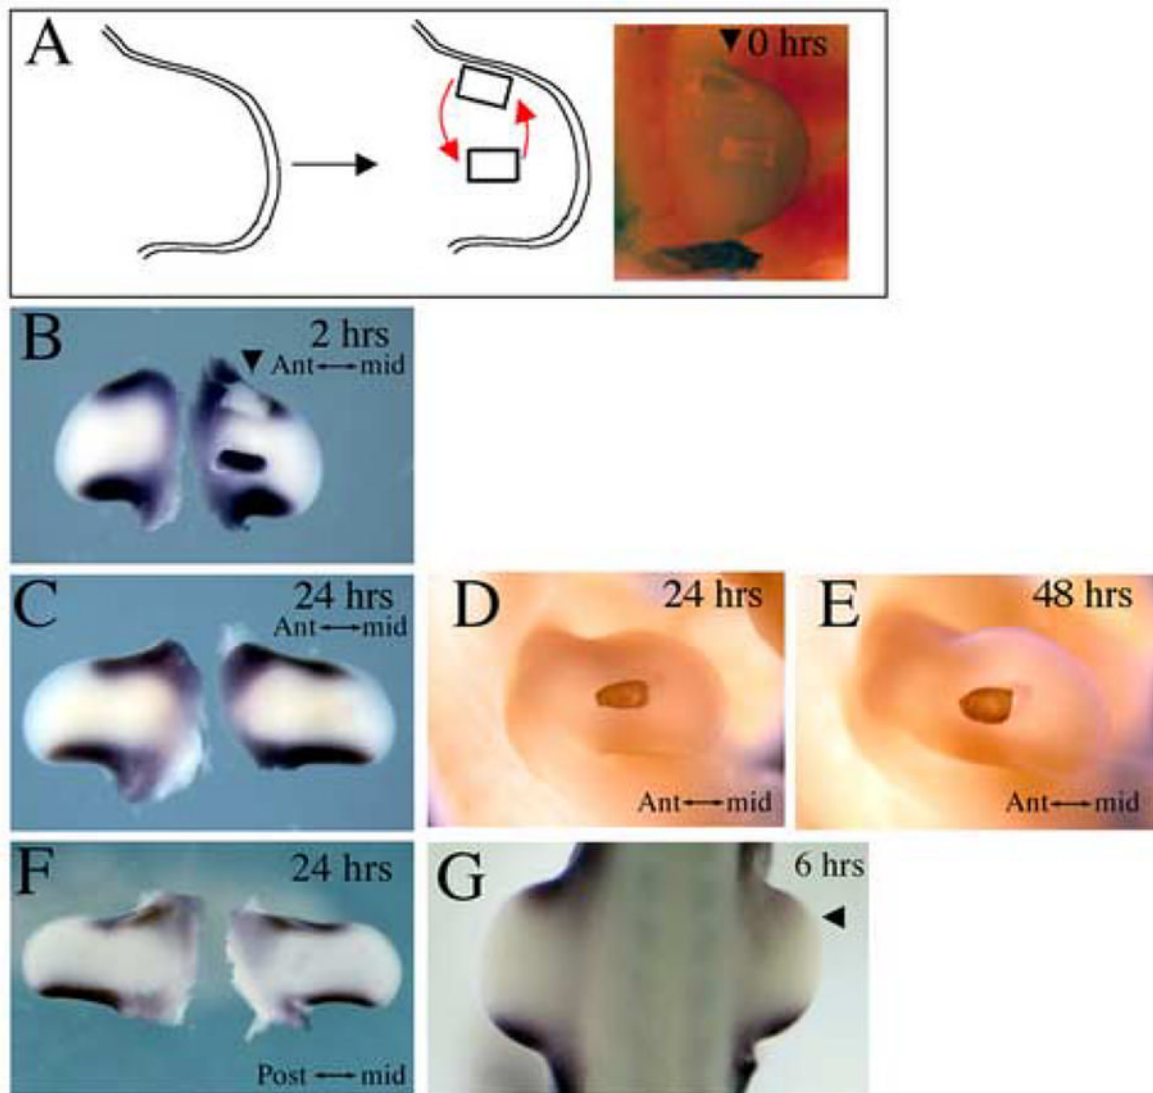 A
0 hrs
B
2 hrs
Ant mid
C
24 hrs
Ant mid
D
24 hrs
Ant mid
E
48 hrs
Ant mid
F
24 hrs
Post mid
G
6 hrs